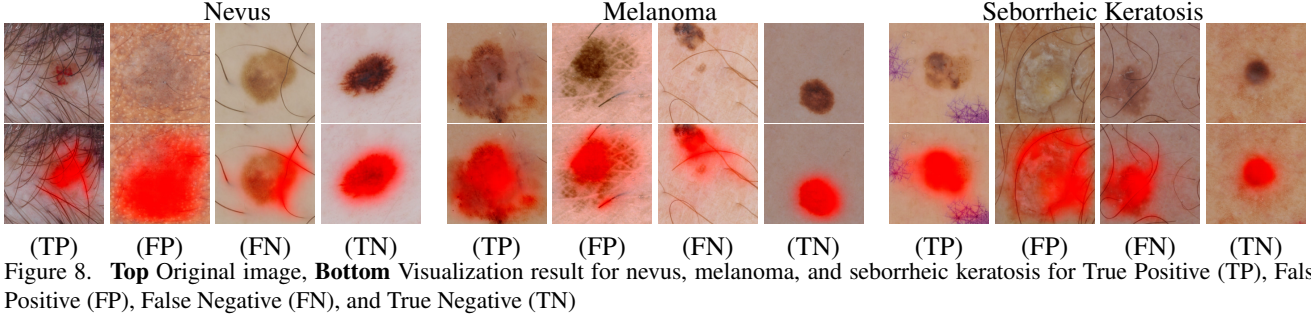 Nevus Melanoma Seborrheic Keratosis
(TP) (FP) (FN) (TN) (TP) (FP) (FN) (TN) (TP) (FP) (FN) (TN)
Figure 8. Top Original image, Bottom Visualization result for nevus, melanoma, and seborrheic keratosis for True Positive (TP), Fals
Positive (FP), False Negative (FN), and True Negative (TN)